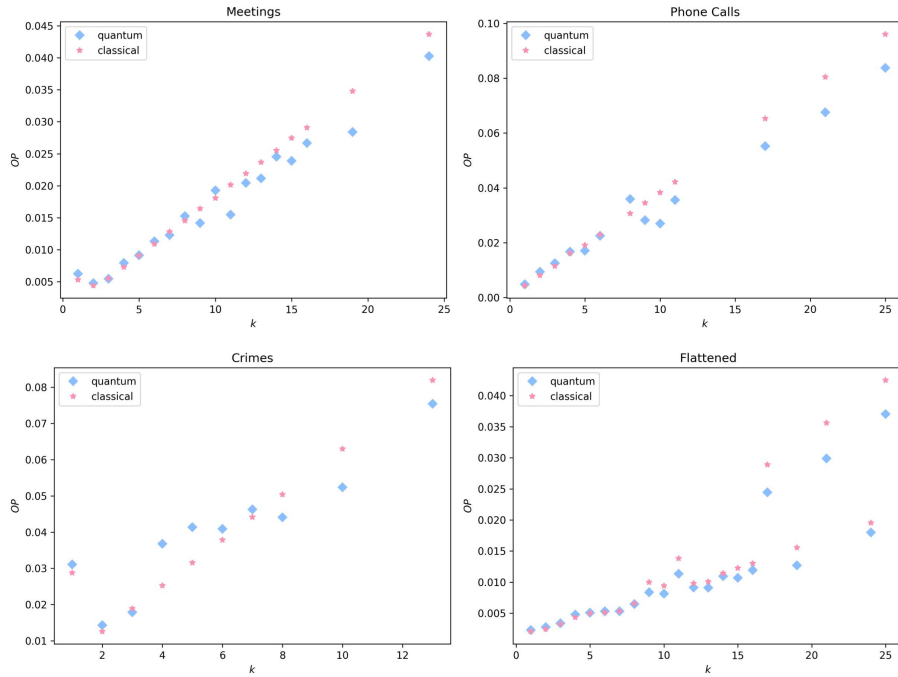 Meetings
quantum
classical
0.045
0.040
0.035
0.030
0.025
0.020
0.015
0.010
0.005
OP
0 5 10 15 20 25
k
Phone Calls
quantum
classical
0.10
0.08
0.06
0.04
0.02
0.00
OP
0 5 10 15 20 25
k
Crimes
quantum
classical
0.08
0.07
0.06
0.05
0.04
0.03
0.02
0.01
OP
2 4 6 8 10 12
k
Flattened
quantum
classical
0.040
0.035
0.030
0.025
0.020
0.015
0.010
0.005
OP
0 5 10 15 20 25
k